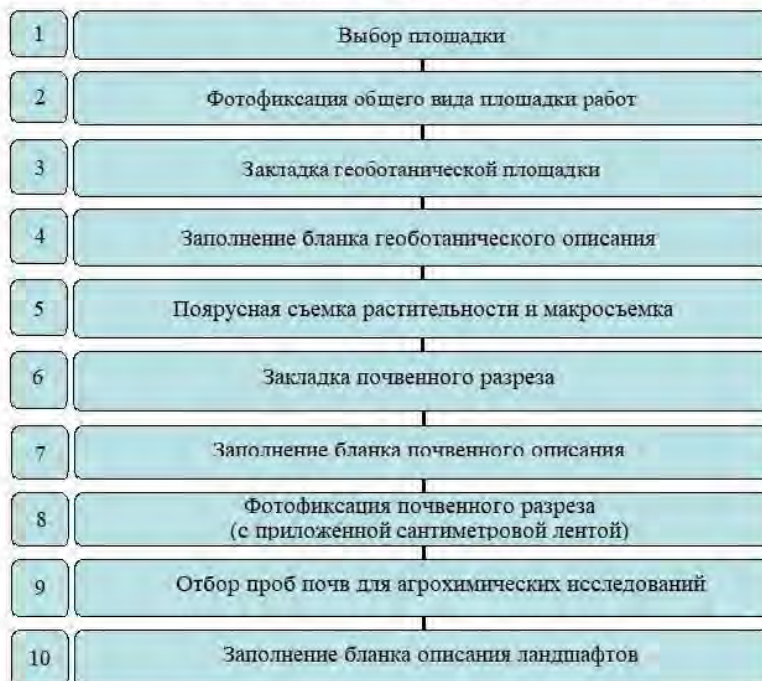 1 Выбор площадки
2 Фотофиксация общего вида площадки работ
3 Закладка геоботанической площадки
4 Заполнение бланка геоботанического описания
5 Поярусная съемка растительности и макросъемка
6 Закладка почвенного разреза
7 Заполнение бланка почвенного описания
8 Фотофиксация почвенного разреза
(с приложенной сантиметровой лентой)
9 Отбор проб почв для агрохимических исследований
10 Заполнение бланка описания ландшафтов